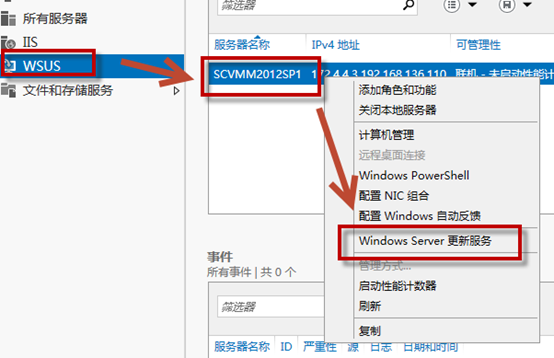 所有服务器
IIS
WSUS
文件和存储服务
筛选器
服务器名称 IPv4 地址 可管理性
SCVMM2012SP1 172.4.4.3,192.168.136.110 联机 - 未启动性能计
添加角色和功能
关闭本地服务器
计算机管理
远程桌面连接
Windows PowerShell
配置 NIC 组合
配置 Windows 自动反馈
Windows Server 更新服务
管理方式...
启动性能计数器
刷新
复制
事件
所有事件 | 共 0 个
筛选器
服务器名称 ID 严重性 源 日志 日期和时间